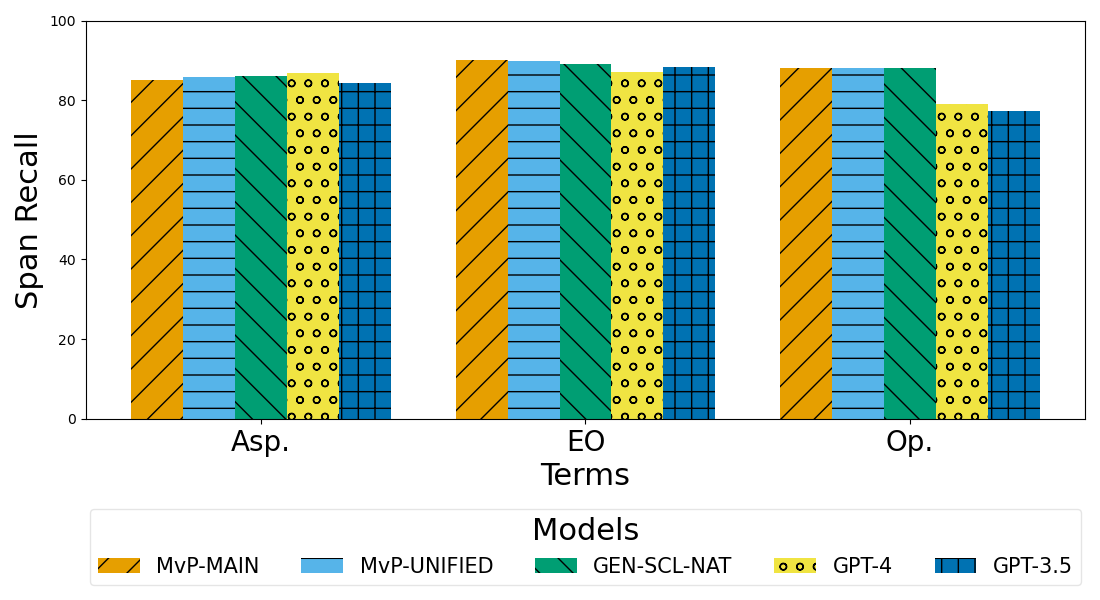 100
80
60
40
20
0
Span Recall
Asp. EO Op.
Terms
Models
MvP-MAIN MvP-UNIFIED GEN-SCL-NAT GPT-4 GPT-3.5